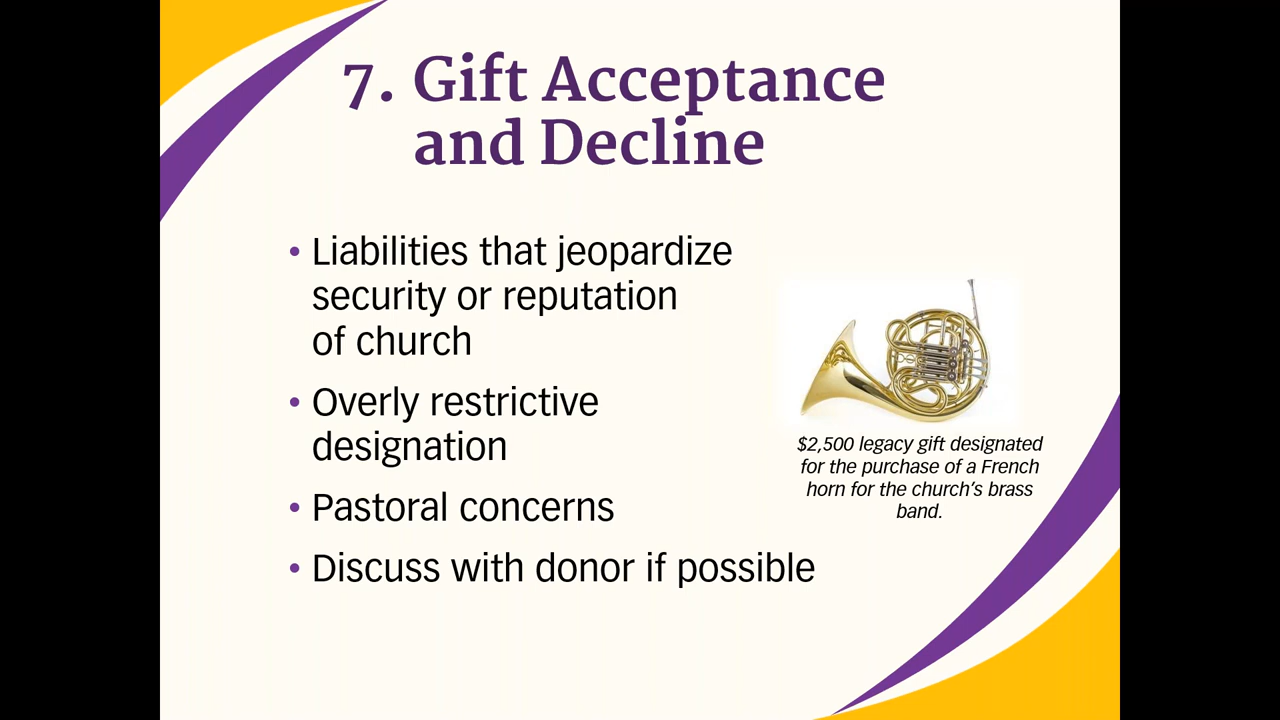 7. Gift Acceptance
and Decline
• Liabilities that jeopardize
security or reputation
of church
• Overly restrictive
designation
• Pastoral concerns
• Discuss with donor if possible
$2,500 legacy gift designated
for the purchase of a French
horn for the church’s brass
band.